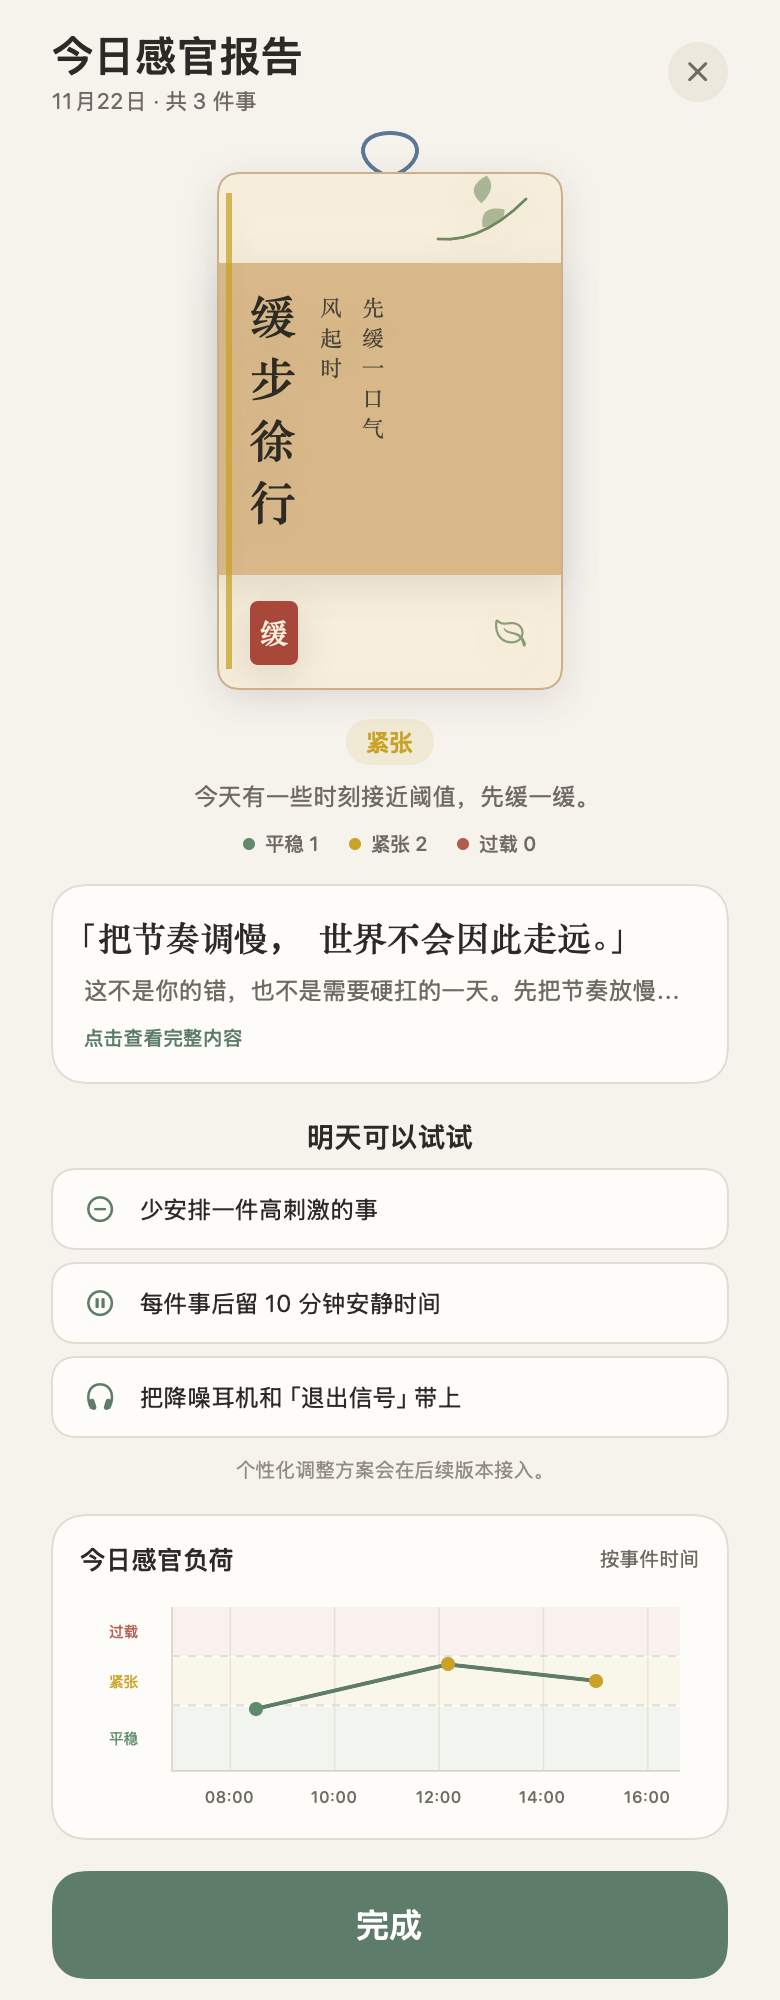 今日感官报告
11月22日 · 共 3 件事
缓步徐行
风起时
先缓一口气
缓
紧张
今天有一些时刻接近阈值，先缓一缓。
平稳 1 紧张 2 过载 0
「把节奏调慢， 世界不会因此走远。」
这不是你的错，也不是需要硬扛的一天。先把节奏放慢...
点击查看完整内容
明天可以试试
少安排一件高刺激的事
每件事后留 10 分钟安静时间
把降噪耳机和「退出信号」带上
个性化调整方案会在后续版本接入。
今日感官负荷 按事件时间
过载
紧张
平稳
08:00 10:00 12:00 14:00 16:00
完成